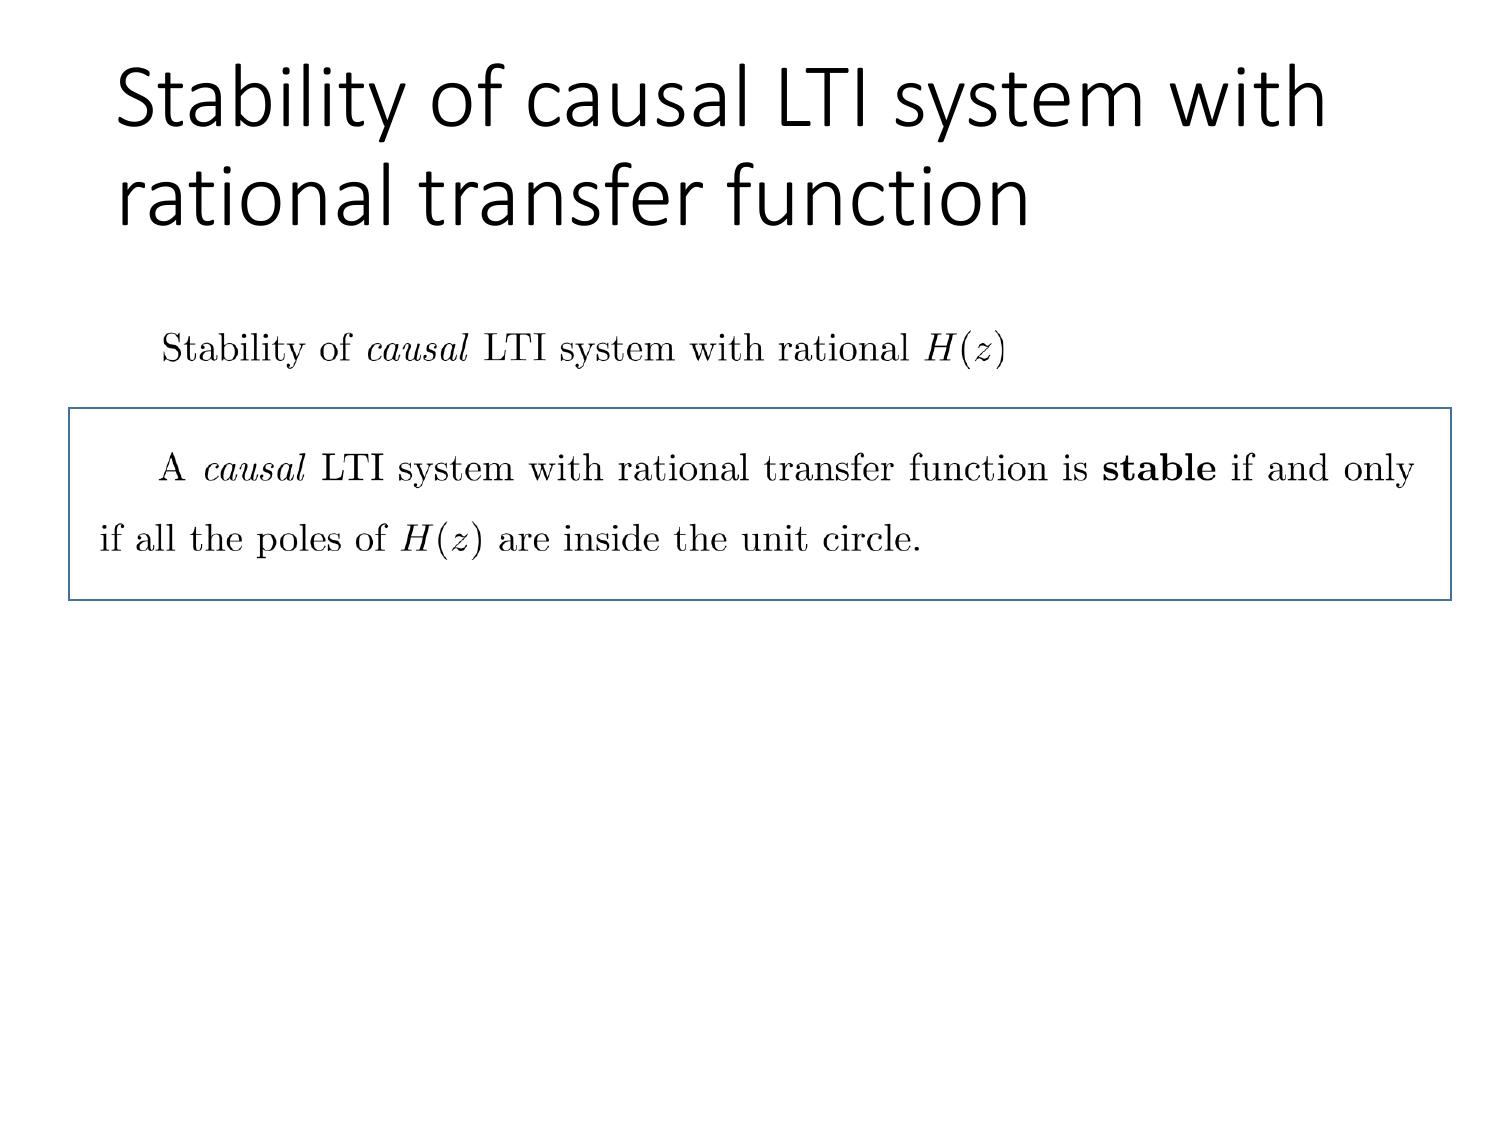 Stability of causal LTI system with
rational transfer function
Stability of causal LTI system with rational H(z)
A causal LTI system with rational transfer function is stable if and only
if all the poles of H(z) are inside the unit circle.